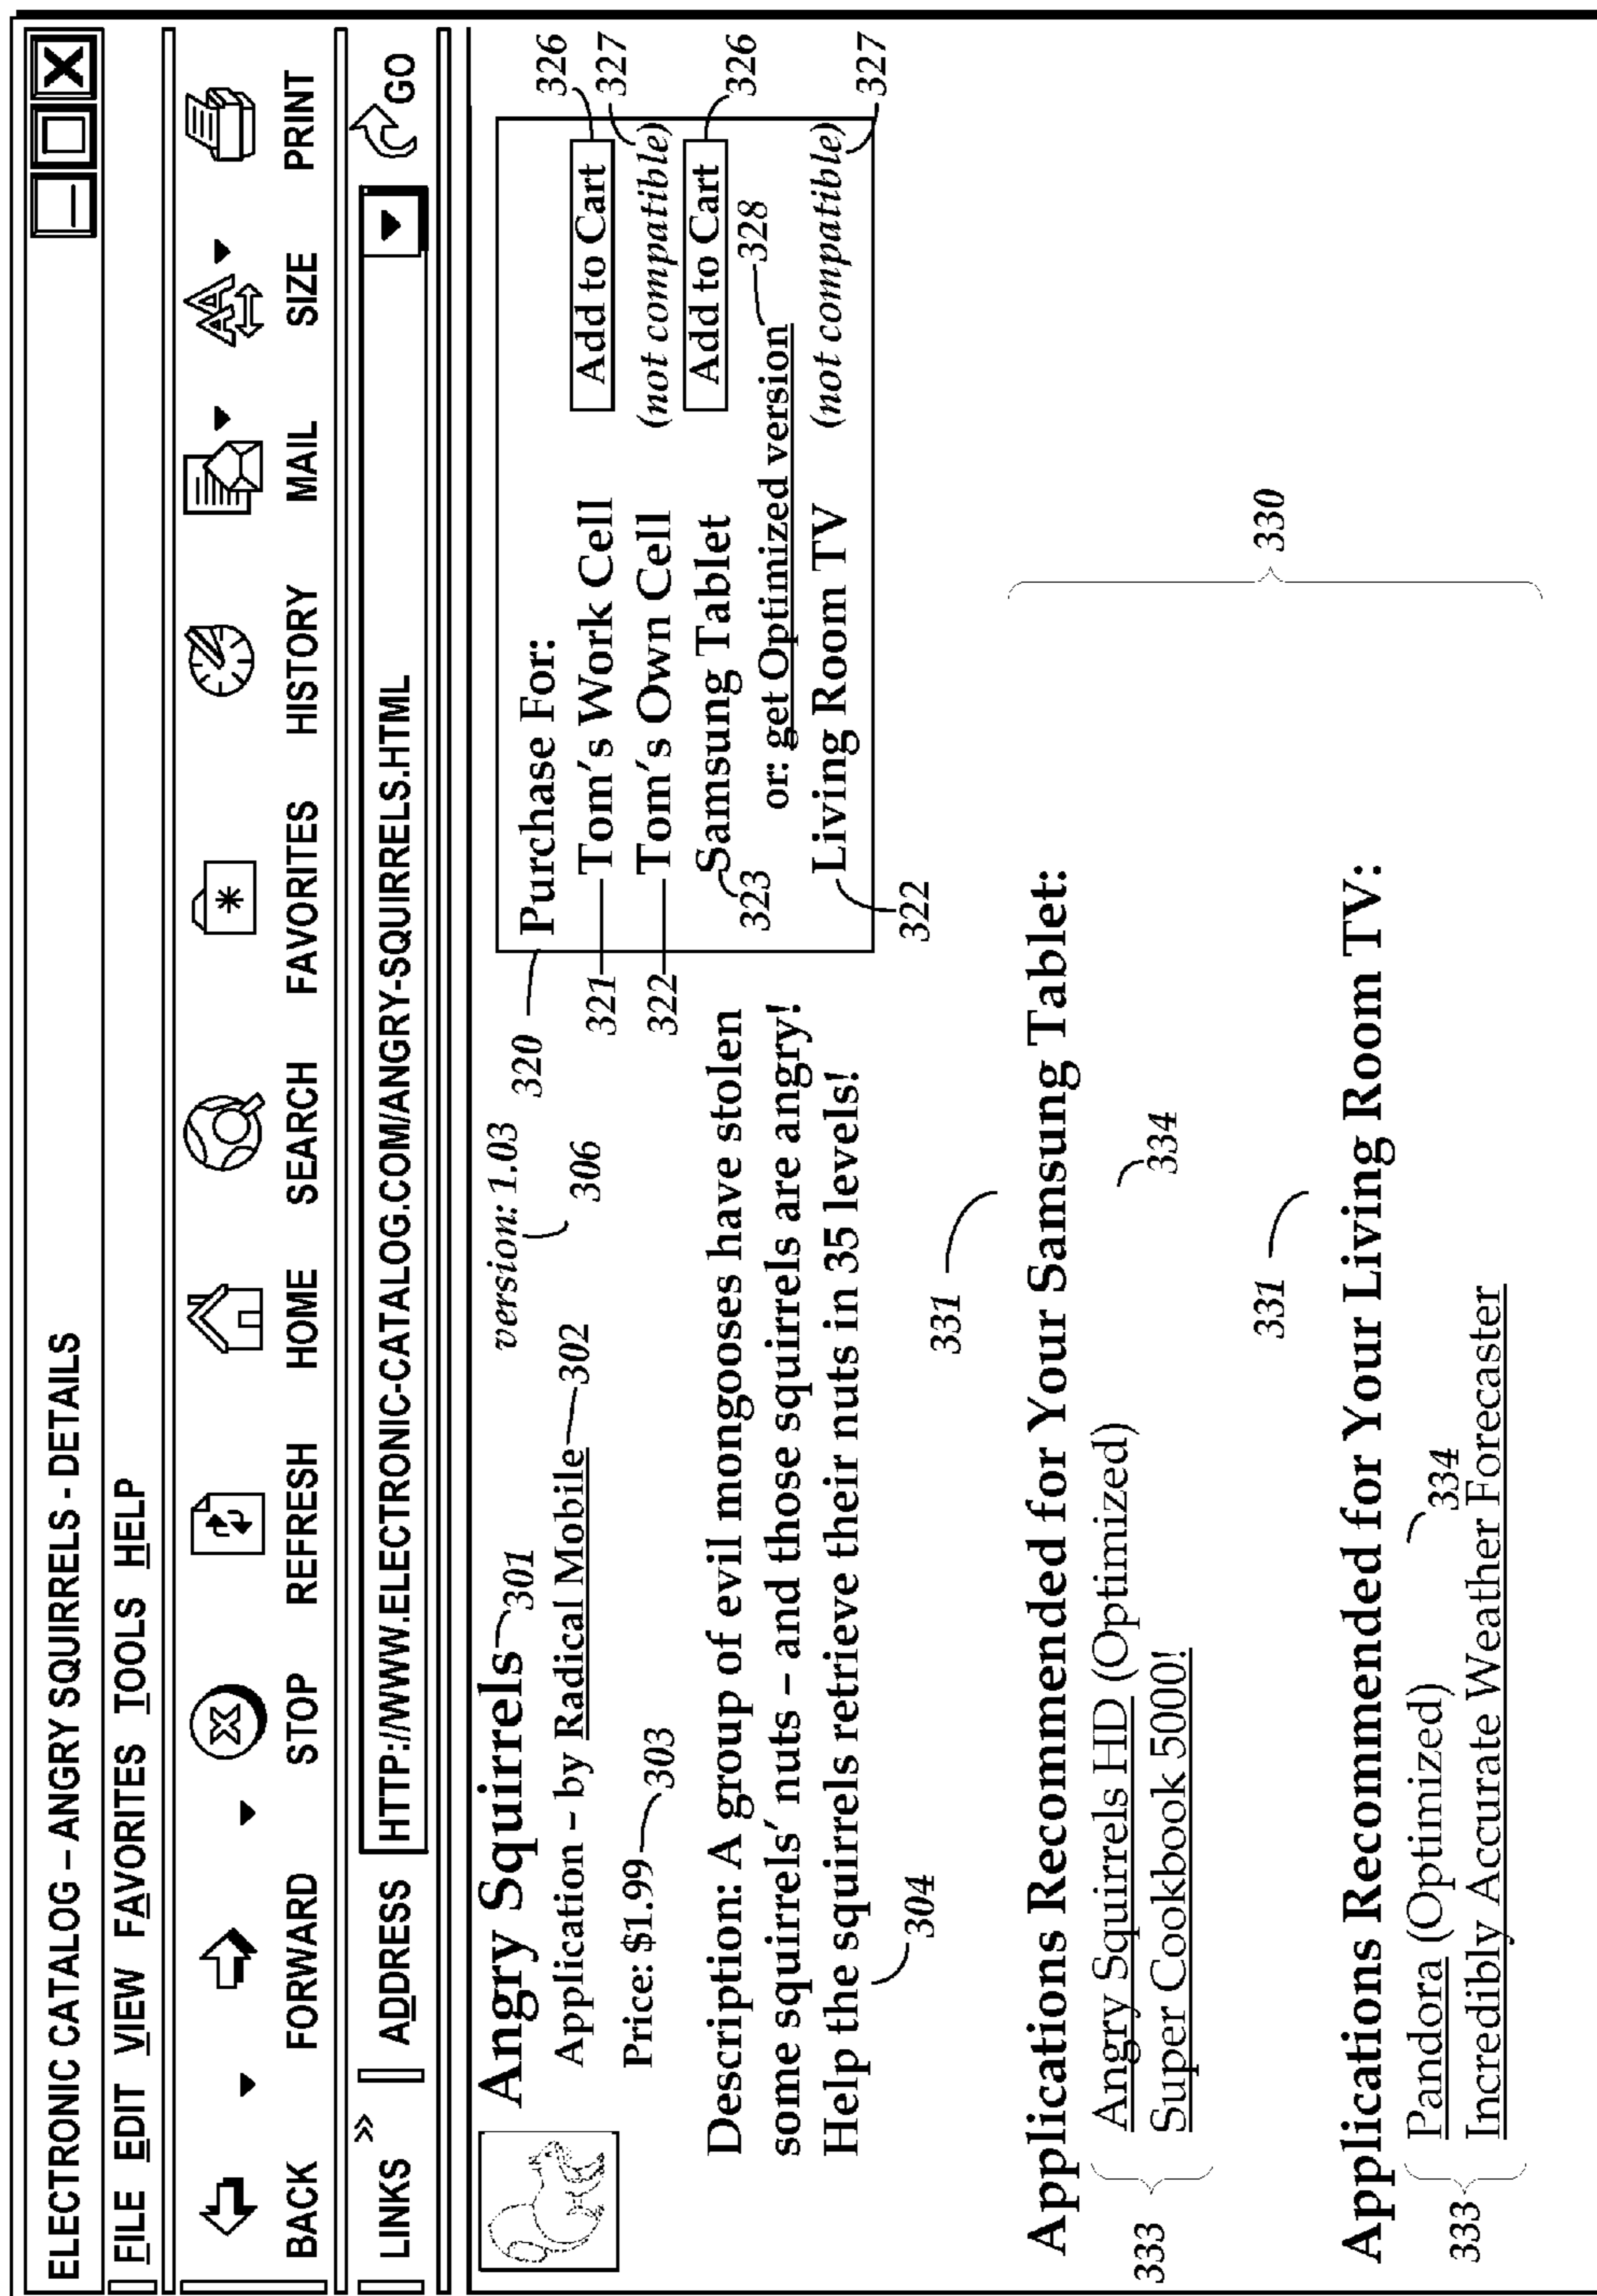 ELECTRONIC CATALOG – ANGRY SQUIRRELS - DETAILS
FILE EDIT VIEW FAVORITES TOOLS HELP
BACK FORWARD STOP REFRESH HOME SEARCH FAVORITES HISTORY MAIL SIZE PRINT
LINKS » ADDRESS HTTP://WWW.ELECTRONIC-CATALOG.COM/ANGRY-SQUIRRELS.HTML GO
Angry Squirrels 301
version: 1.03
306
Application – by Radical Mobile 302
Price: $1.99 303
320
Purchase For:
321 Tom's Work Cell Add to Cart 326
322 Tom's Own Cell (not compatible) 327
323 Samsung Tablet Add to Cart 326
or: get Optimized version 328
322 Living Room TV (not compatible) 327
Description: A group of evil mongooses have stolen
some squirrels' nuts – and those squirrels are angry!
Help the squirrels retrieve their nuts in 35 levels!
304
331
Applications Recommended for Your Samsung Tablet:
334
333
Angry Squirrels HD (Optimized)
Super Cookbook 5000!
330
331
Applications Recommended for Your Living Room TV:
333
Pandora (Optimized) 334
Incredibly Accurate Weather Forecaster